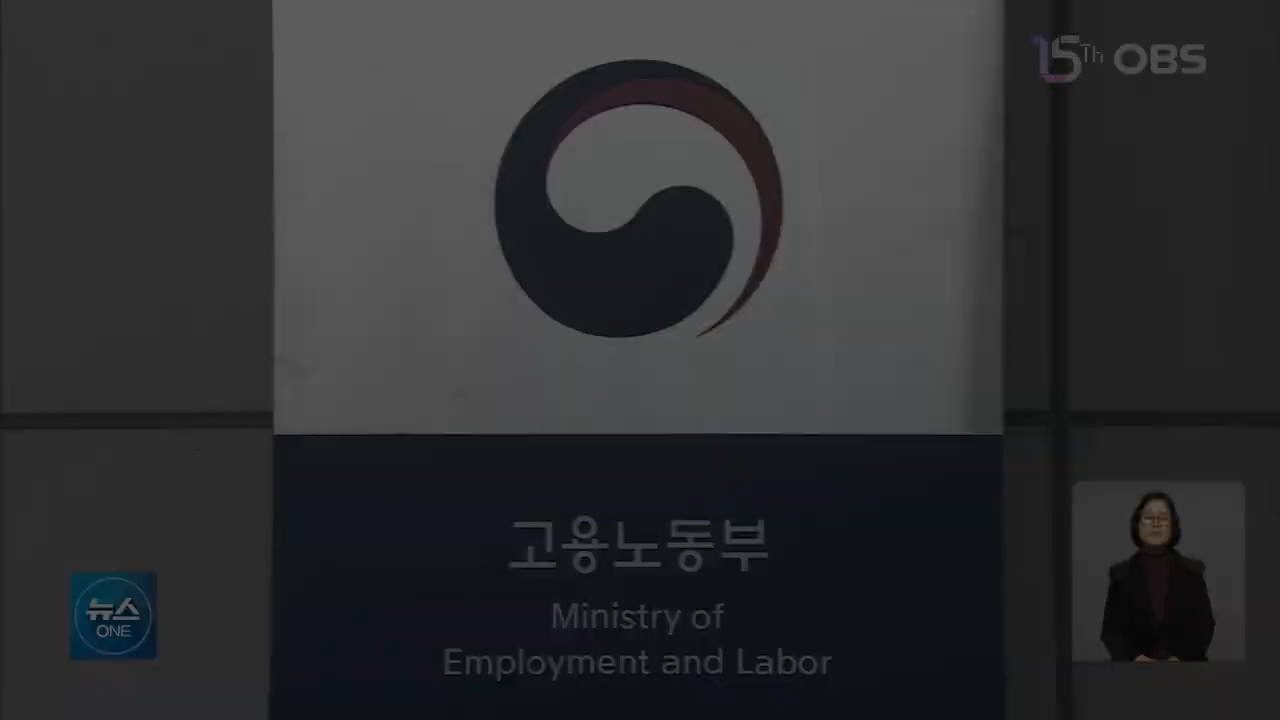 15Th OBS
고용노동부
Ministry of
Employment and Labor
뉴스
ONE